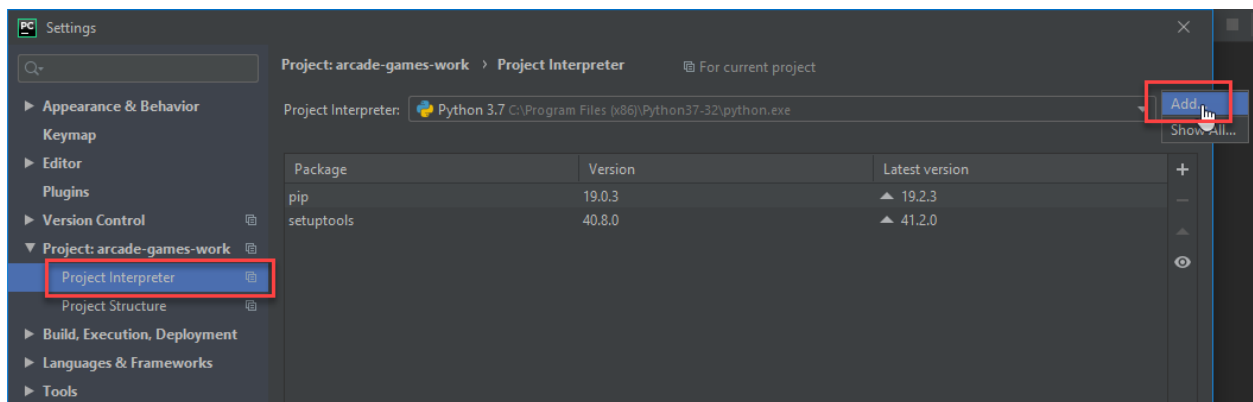 PC Settings
Project: arcade-games-work › Project Interpreter For current project
Appearance & Behavior
Project Interpreter: Python 3.7 C:\Program Files (x86)\Python37-32\python.exe
Add...
Keymap
Show All...
Editor
Package Version Latest version
Plugins
pip 19.0.3 19.2.3
Version Control
setuptools 40.8.0 41.2.0
Project: arcade-games-work
Project Interpreter
Project Structure
Build, Execution, Deployment
Languages & Frameworks
Tools